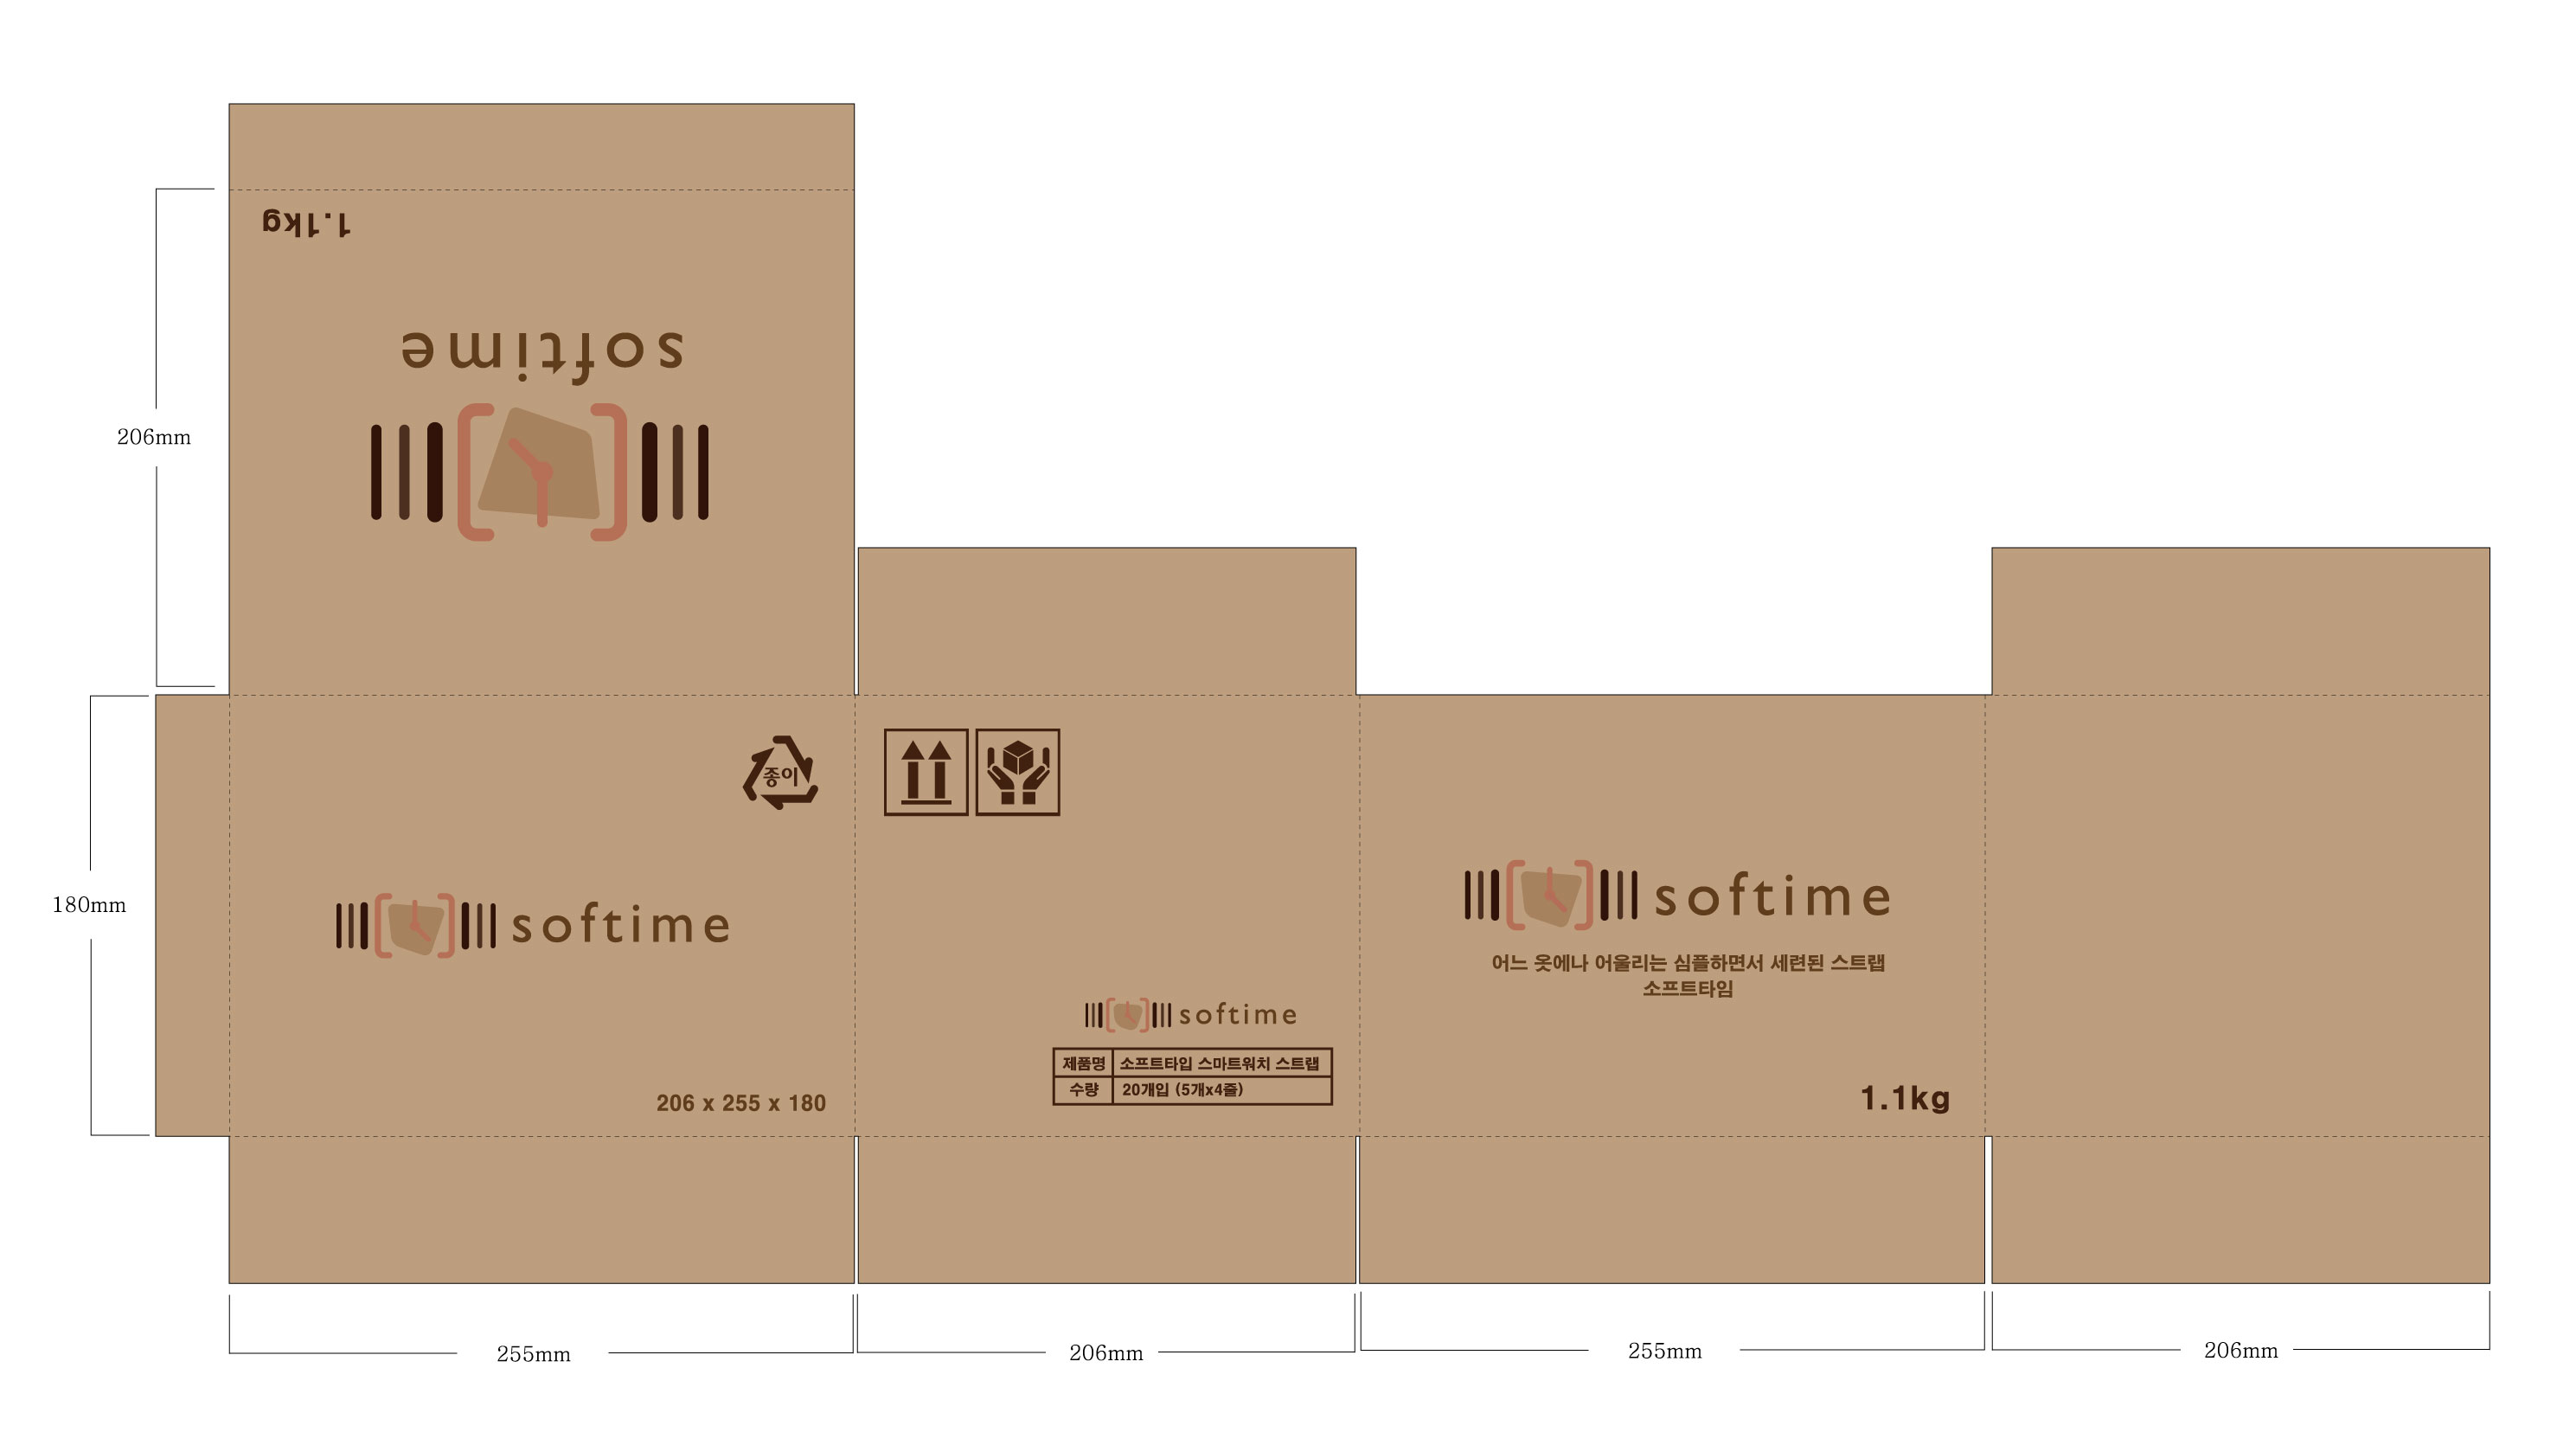 1.1kg
softime
206mm
종이
180mm
softime
206 x 255 x 180
softime
제품명 소프트타입 스마트워치 스트랩
수량 20개입 (5개x4줄)
softime
어느 옷에나 어울리는 심플하면서 세련된 스트랩
소프트타임
1.1kg
255mm
206mm
255mm
206mm